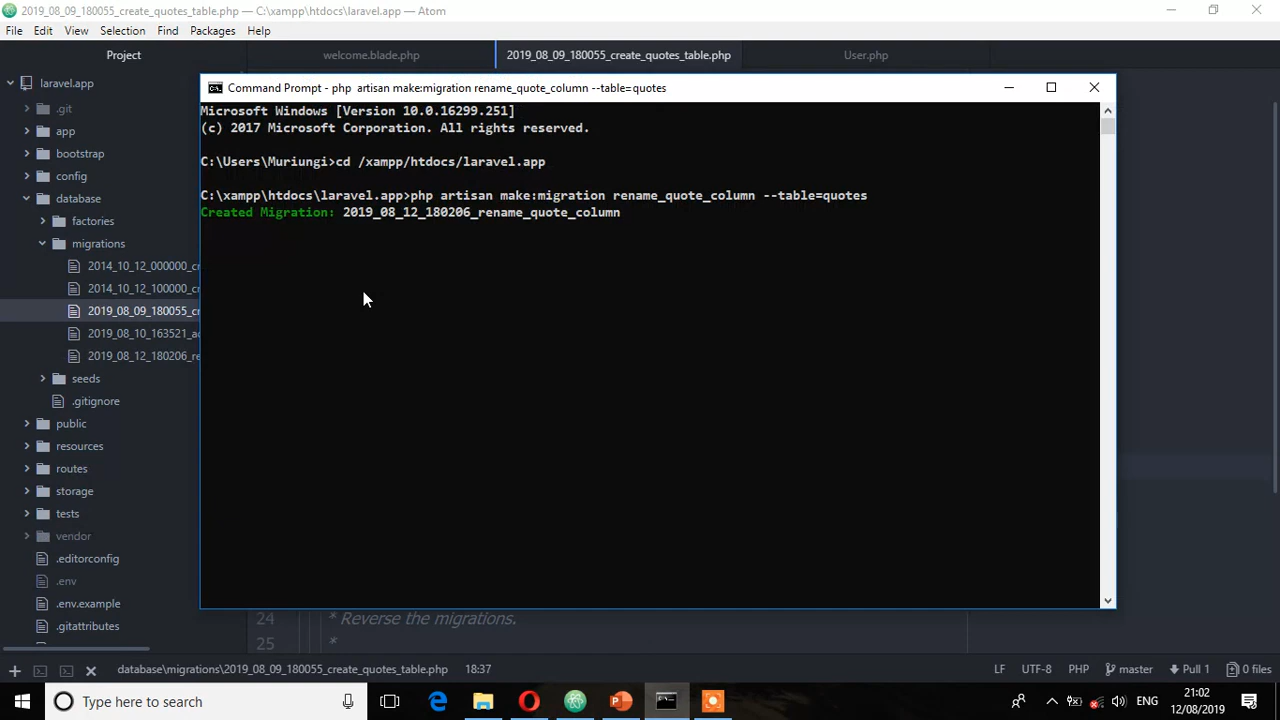 2019_08_09_180055_create_quotes_table.php — C:\xampp\htdocs\laravel.app — Atom
File Edit View Selection Find Packages Help
Project
welcome.blade.php
2019_08_09_180055_create_quotes_table.php
User.php
laravel.app
.git
app
bootstrap
config
database
factories
migrations
2014_10_12_000000_cr
2014_10_12_100000_cr
2019_08_09_180055_cr
2019_08_10_163521_ad
2019_08_12_180206_re
seeds
.gitignore
public
resources
routes
storage
tests
vendor
.editorconfig
.env
.env.example
.gitattributes
Command Prompt - php  artisan make:migration rename_quote_column --table=quotes
Microsoft Windows [Version 10.0.16299.251]
(c) 2017 Microsoft Corporation. All rights reserved.
C:\Users\Muriungi>cd /xampp/htdocs/laravel.app
C:\xampp\htdocs\laravel.app>php artisan make:migration rename_quote_column --table=quotes
Created Migration: 2019_08_12_180206_rename_quote_column
24 * Reverse the migrations.
25 *
database\migrations\2019_08_09_180055_create_quotes_table.php 18:37 LF UTF-8 PHP master Pull 1 0 files
Type here to search
ENG
21:02
12/08/2019